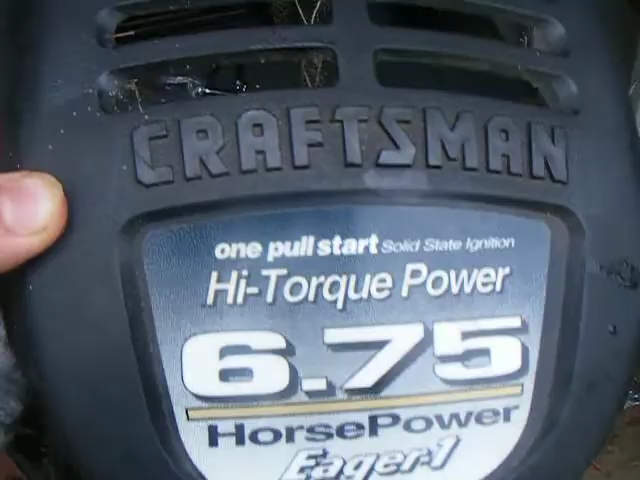 CRAFTSMAN
one pull start Solid State Ignition
Hi-Torque Power
6.75
HorsePower
Eager-1